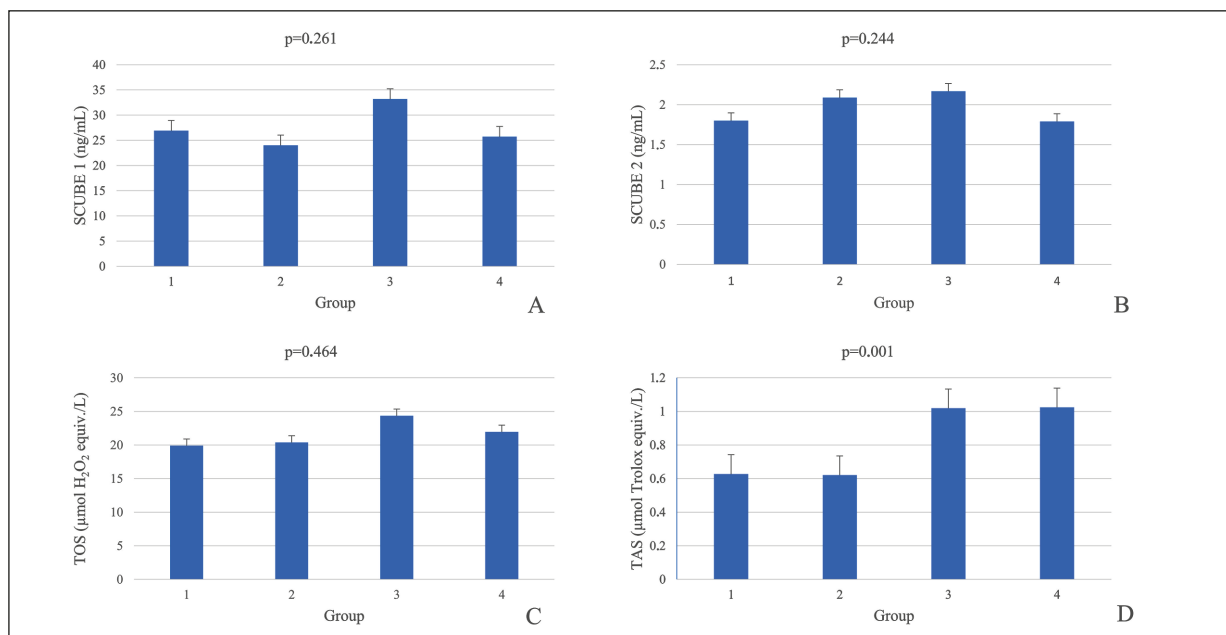 p=0.261
SCUBE 1 (ng/mL)
40
35
30
25
20
15
10
5
0
1 2 3 4
Group
A
p=0.244
SCUBE 2 (ng/mL)
2.5
2
1.5
1
0.5
0
1 2 3 4
Group
B
p=0.464
TOS (µmol H₂O₂ equiv./L)
30
25
20
15
10
5
0
1 2 3 4
Group
C
p=0.001
TAS (µmol Trolox equiv./L)
1.2
1
0.8
0.6
0.4
0.2
0
1 2 3 4
Group
D